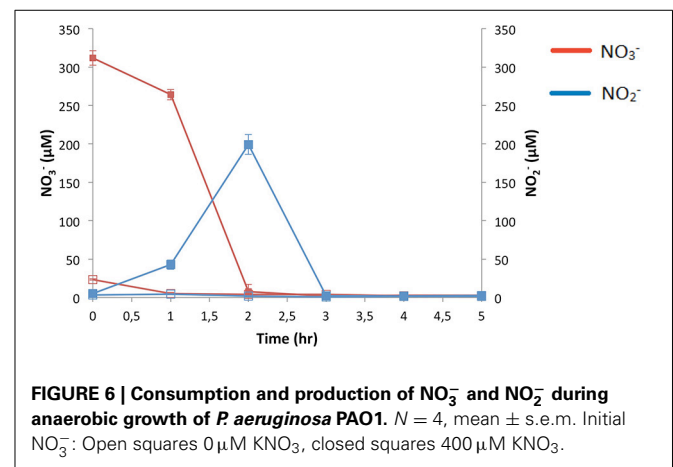 350
300
250
200
150
100
50
0
NO₃⁻ (µM)
350
300
250
200
150
100
50
0
NO₂⁻ (µM)
0 0,5 1 1,5 2 2,5 3 3,5 4 4,5 5
Time (hr)
NO₃⁻
NO₂⁻
FIGURE 6 | Consumption and production of NO₃⁻ and NO₂⁻ during
anaerobic growth of P. aeruginosa PAO1. N = 4, mean ± s.e.m. Initial
NO₃⁻: Open squares 0 µM KNO₃, closed squares 400 µM KNO₃.